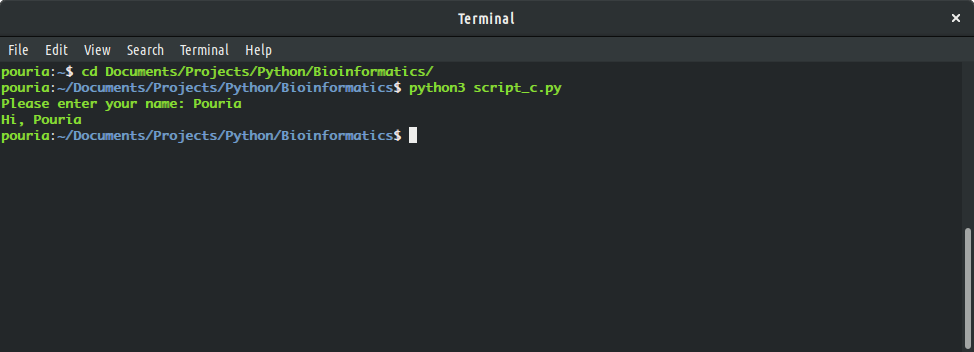 Terminal
×
File Edit View Search Terminal Help
pouria:~$ cd Documents/Projects/Python/Bioinformatics/
pouria:~/Documents/Projects/Python/Bioinformatics$ python3 script_c.py
Please enter your name: Pouria
Hi, Pouria
pouria:~/Documents/Projects/Python/Bioinformatics$